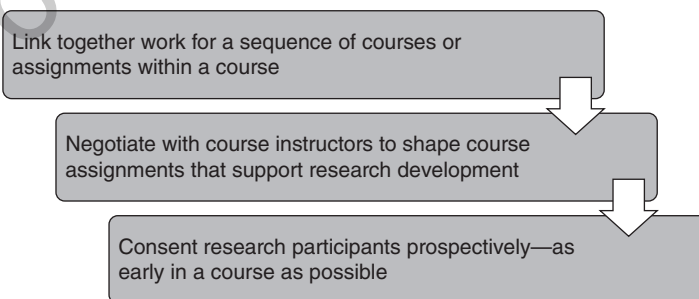 Link together work for a sequence of courses or
assignments within a course
Negotiate with course instructors to shape course
assignments that support research development
Consent research participants prospectively—as
early in a course as possible